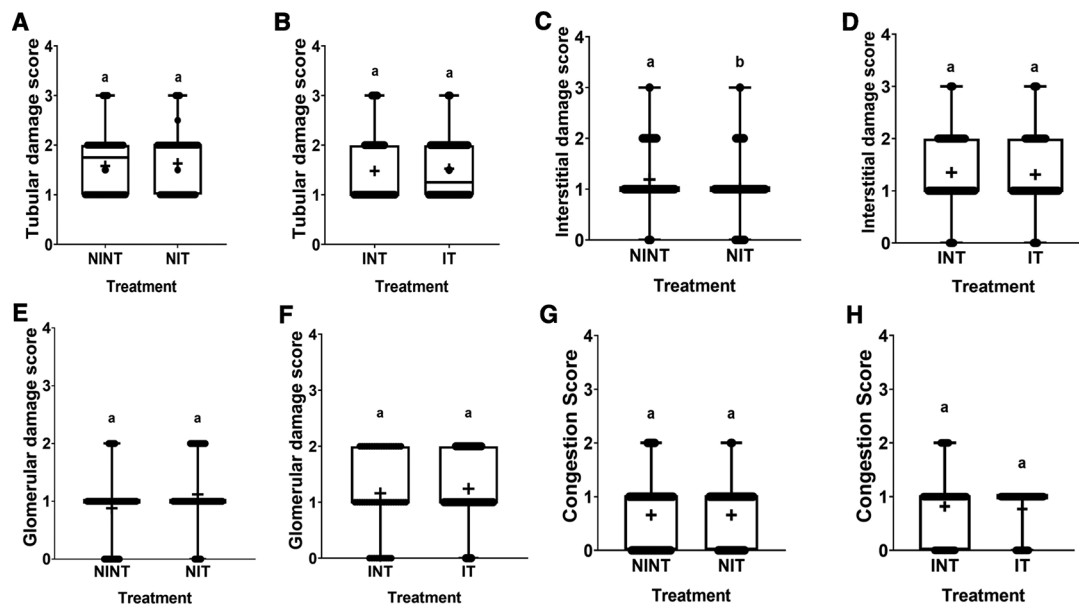 A
Tubular damage score
4
3
2
1
0
a
a
NINT
NIT
Treatment
B
Tubular damage score
4
3
2
1
0
a
a
INT
IT
Treatment
C
Interstitial damage score
4
3
2
1
0
a
b
NINT
NIT
Treatment
D
Interstitial damage score
4
3
2
1
0
a
a
INT
IT
Treatment
E
Glomerular damage score
4
3
2
1
0
a
a
NINT
NIT
Treatment
F
Glomerular damage score
4
3
2
1
0
a
a
INT
IT
Treatment
G
Congestion Score
4
3
2
1
0
a
a
NINT
NIT
Treatment
H
Congestion Score
4
3
2
1
0
a
a
INT
IT
Treatment